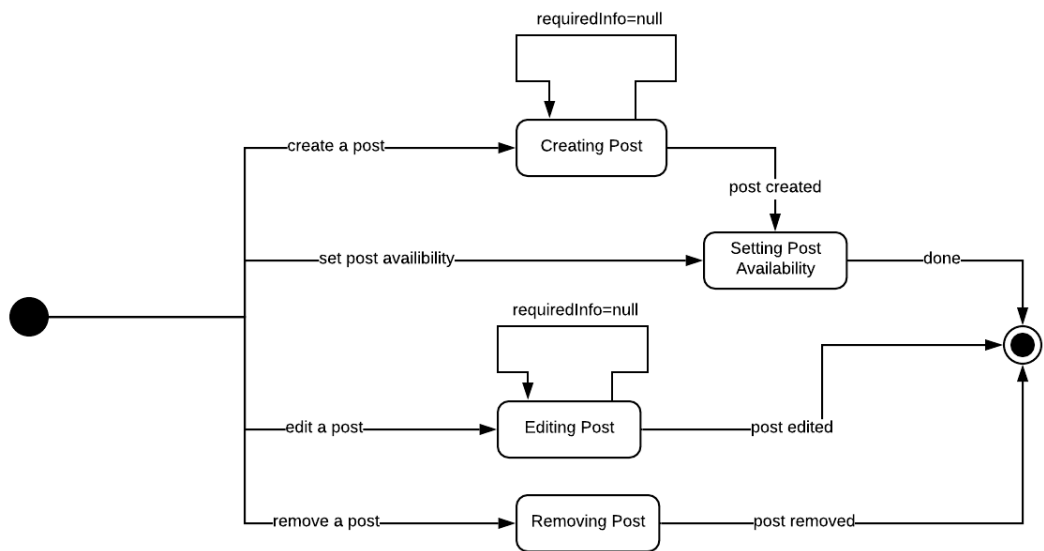 requiredInfo=null
create a post
Creating Post
post created
set post availibility
Setting Post
Availability
done
requiredInfo=null
edit a post
Editing Post
post edited
remove a post
Removing Post
post removed